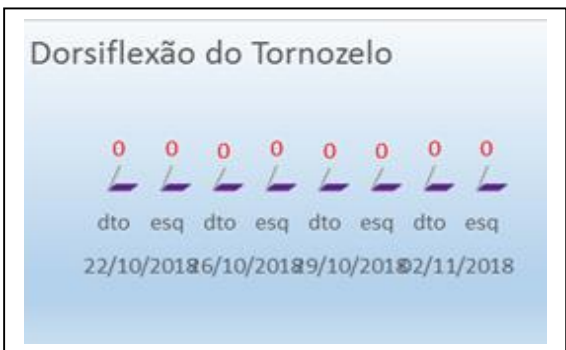 Dorsiflexão do Tornozelo
0 0 0 0 0 0 0 0
dto esq dto esq dto esq dto esq
22/10/2018 26/10/2018 29/10/2018 02/11/2018